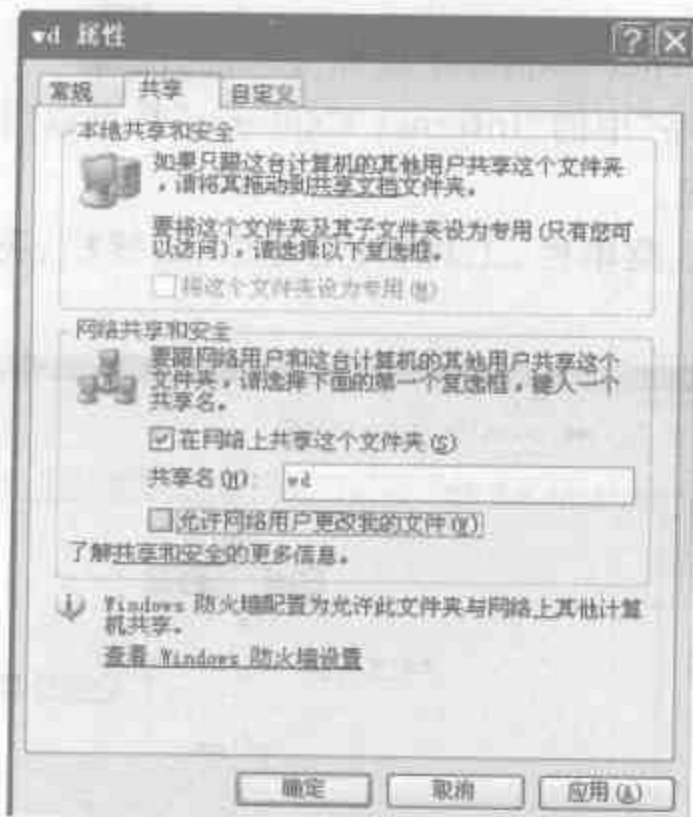 wd 属性
常规 共享 自定义
本地共享和安全
如果只跟这台计算机的其他用户共享这个文件夹
，请将其拖动到共享文档文件夹。
要将这个文件夹及其子文件夹设为专用(只有您可
以访问)，请选择以下复选框。
将这个文件夹设为专用(M)
网络共享和安全
要跟网络用户和这台计算机的其他用户共享这个
文件夹，请选择下面的第一个复选框，键入一个
共享名。
在网络上共享这个文件夹(S)
共享名(H): wd
允许网络用户更改我的文件(W)
了解共享和安全的更多信息。
Windows 防火墙配置为允许此文件夹与网络上其他计算
机共享。
查看 Windows 防火墙设置
确定 取消 应用(A)